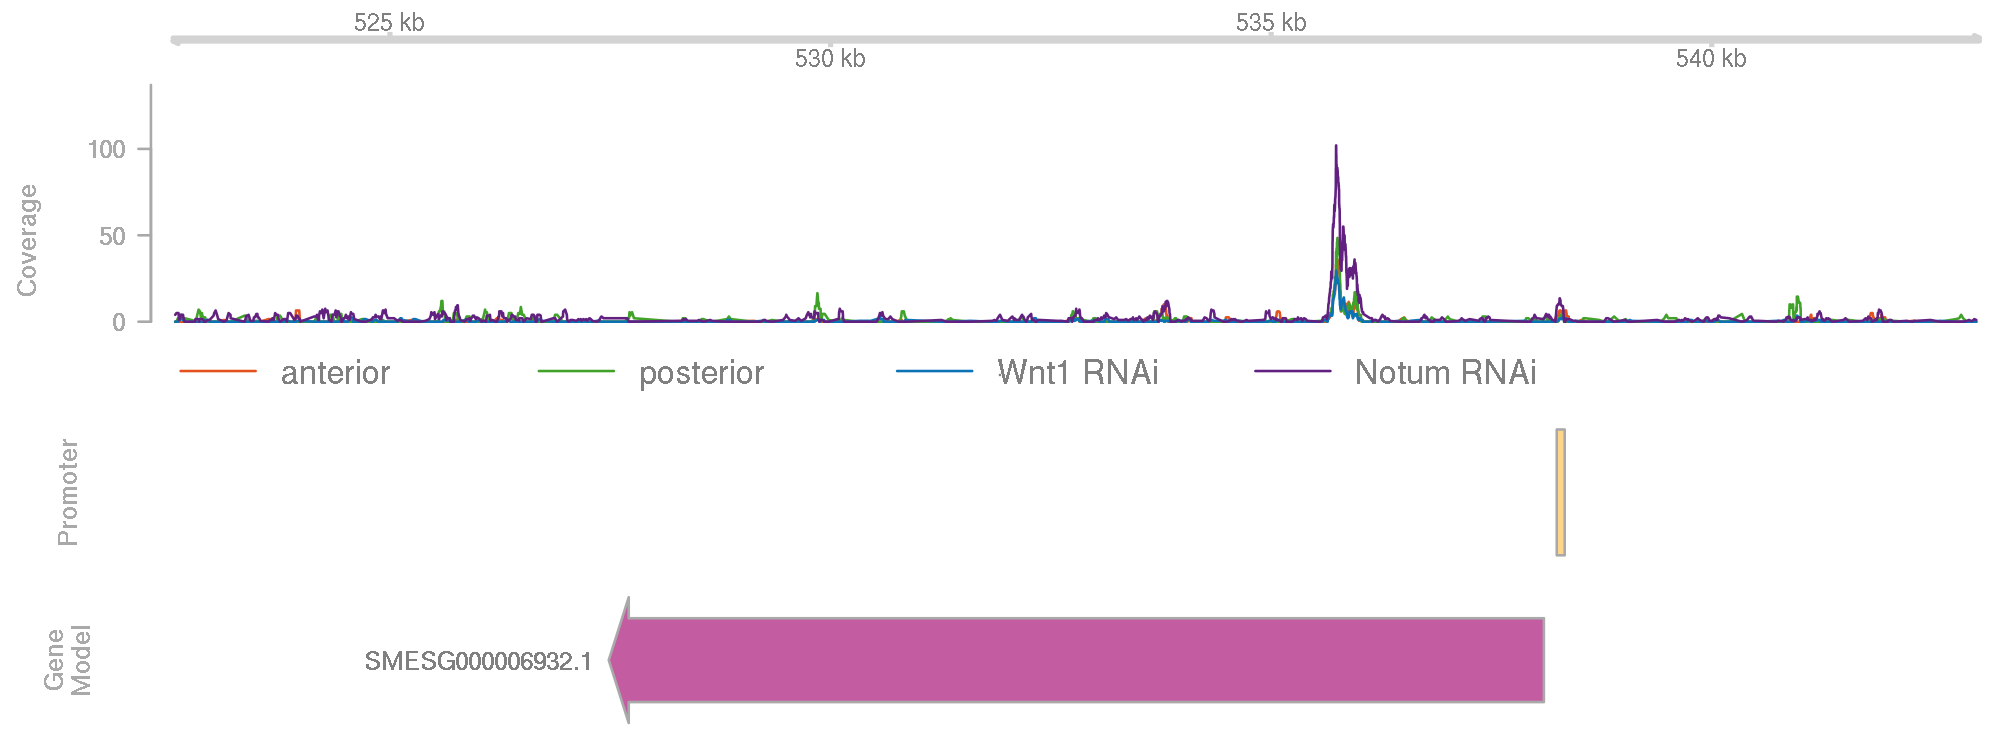 525 kb
535 kb
530 kb
540 kb
Coverage
100
50
0
anterior
posterior
Wnt1 RNAi
Notum RNAi
Promoter
Gene
Model
SMESG000006932.1